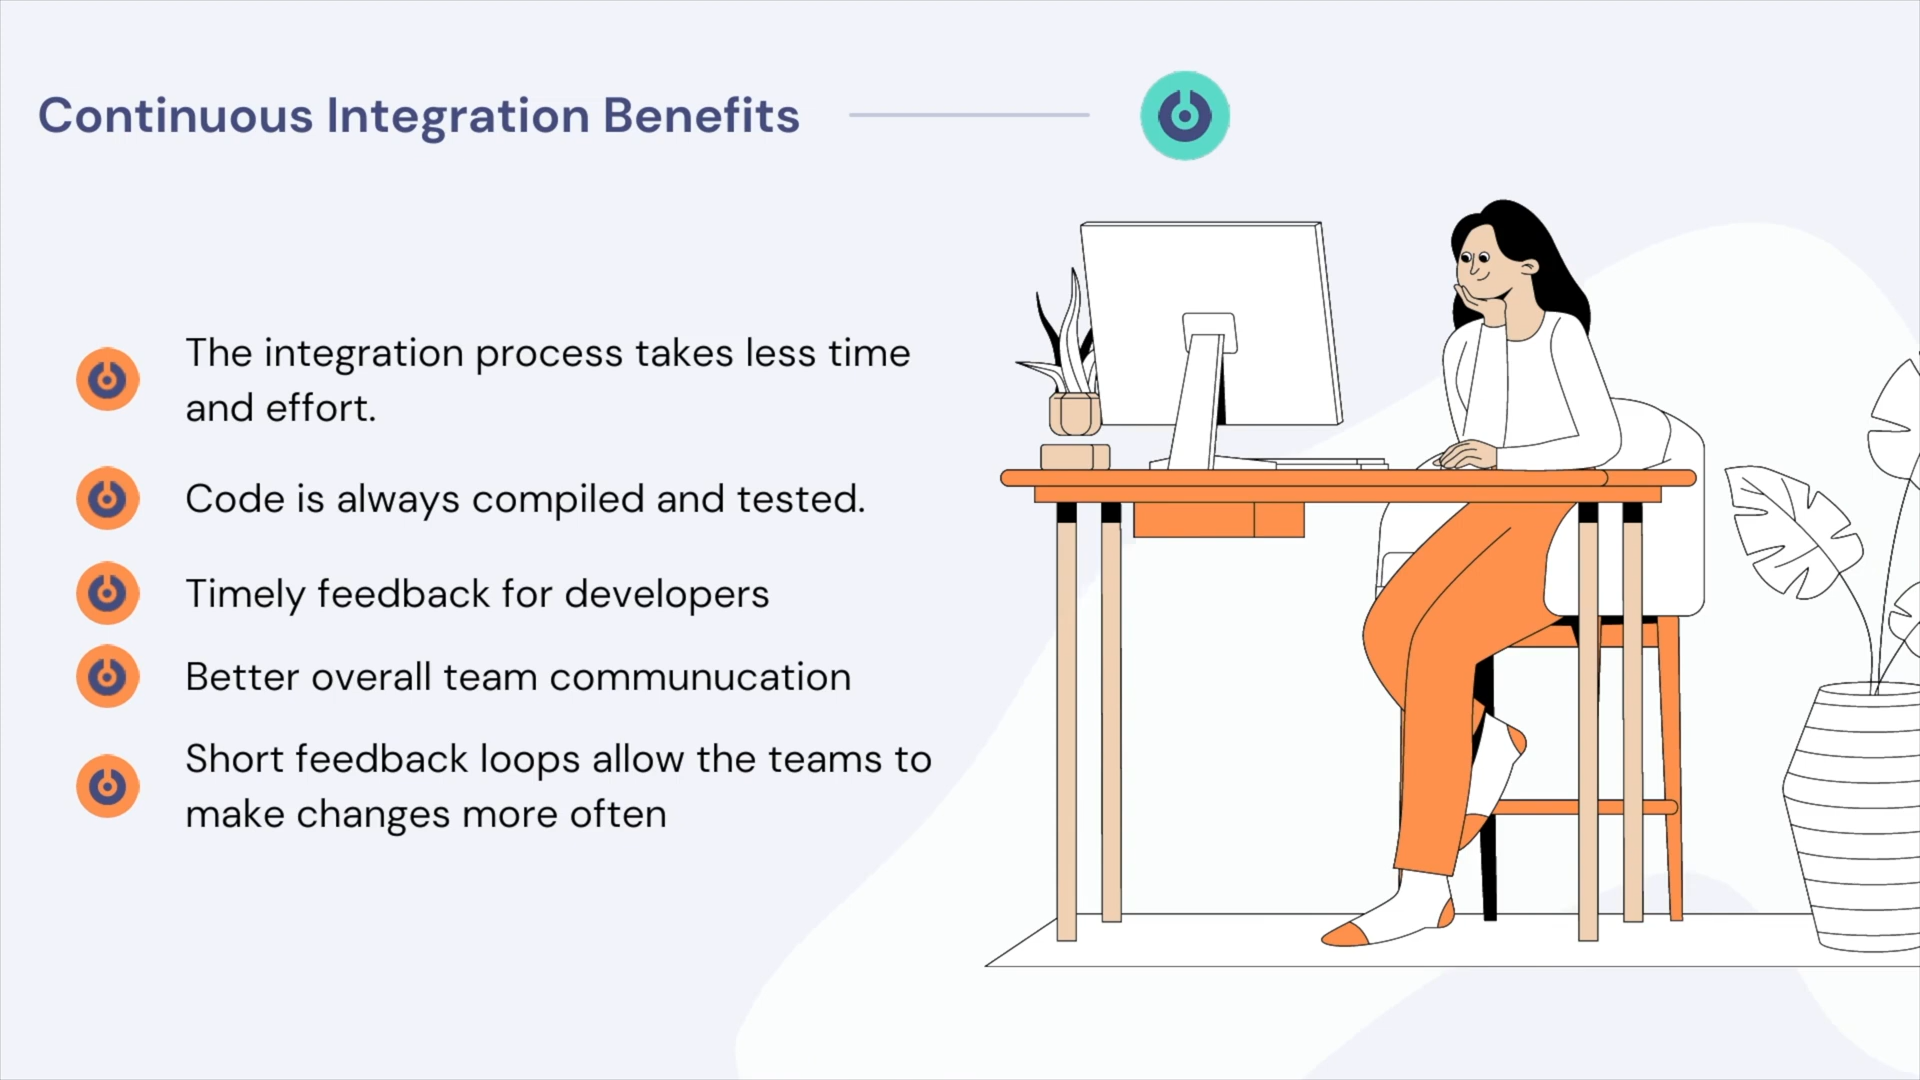 Continuous Integration Benefits
The integration process takes less time
and effort.
Code is always compiled and tested.
Timely feedback for developers
Better overall team communucation
Short feedback loops allow the teams to
make changes more often